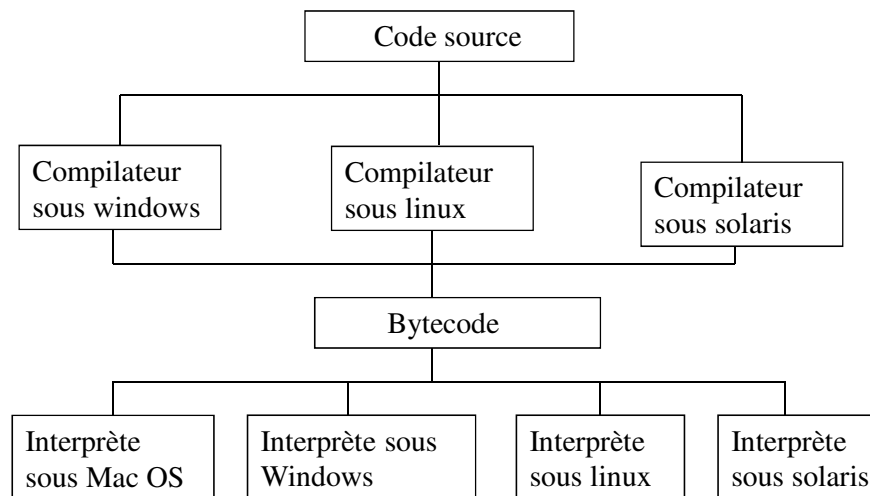 Code source
Compilateur
sous windows
Compilateur
sous linux
Compilateur
sous solaris
Bytecode
Interprète
sous Mac OS
Interprète sous
Windows
Interprète
sous linux
Interprète
sous solaris